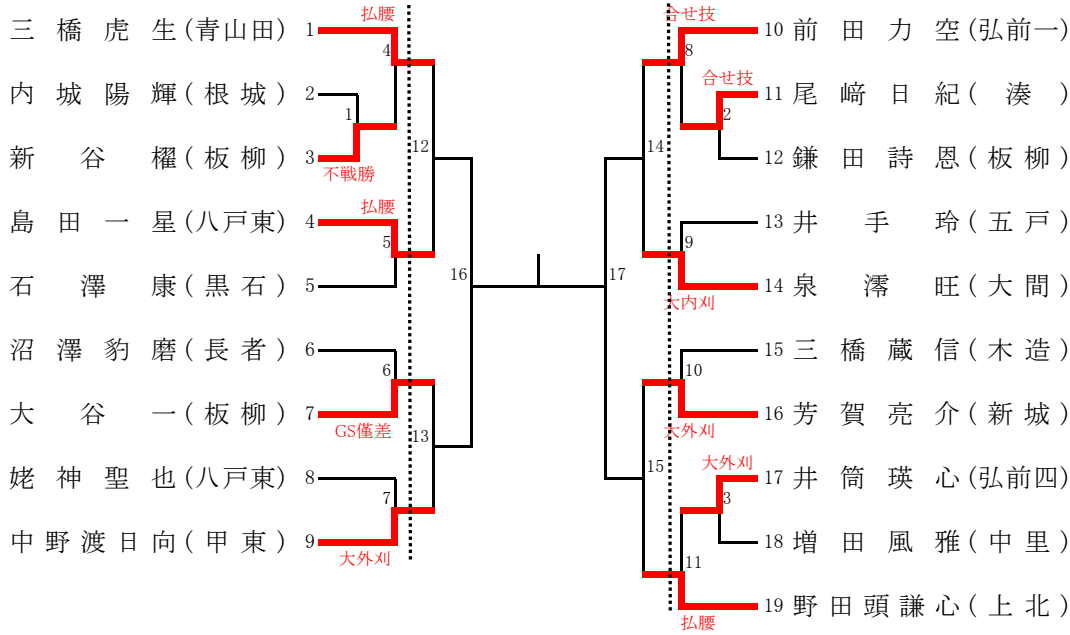 払腰
三橋虎生(青山田) 1
4
内城陽輝(根城) 2
1
12
新谷櫂(板柳) 3
不戦勝
払腰
島田一星(八戸東) 4
5
16
石澤康(黒石) 5
沼澤豹磨(長者) 6
6
大谷一(板柳) 7
GS僅差
13
姥神聖也(八戸東) 8
7
中野渡日向(甲東) 9
大外刈
合せ技
10 前田力空(弘前一)
8
合せ技
11 尾﨑日紀(湊)
2
14
12 鎌田詩恩(板柳)
13 井手玲(五戸)
9
17
14 泉澪旺(大間)
大内刈
15 三橋蔵信(木造)
10
16 芳賀亮介(新城)
大外刈
15
大外刈
17 井筒瑛心(弘前四)
3
18 増田風雅(中里)
11
19 野田頭謙心(上北)
払腰